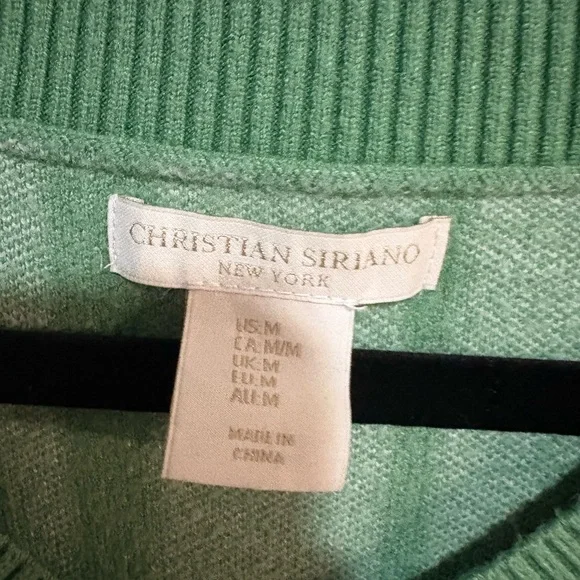 CHRISTIAN SIRIANO
NEW YORK
US:M
CA:M/M
UK:M
EU:M
AU:M
MADE IN
CHINA